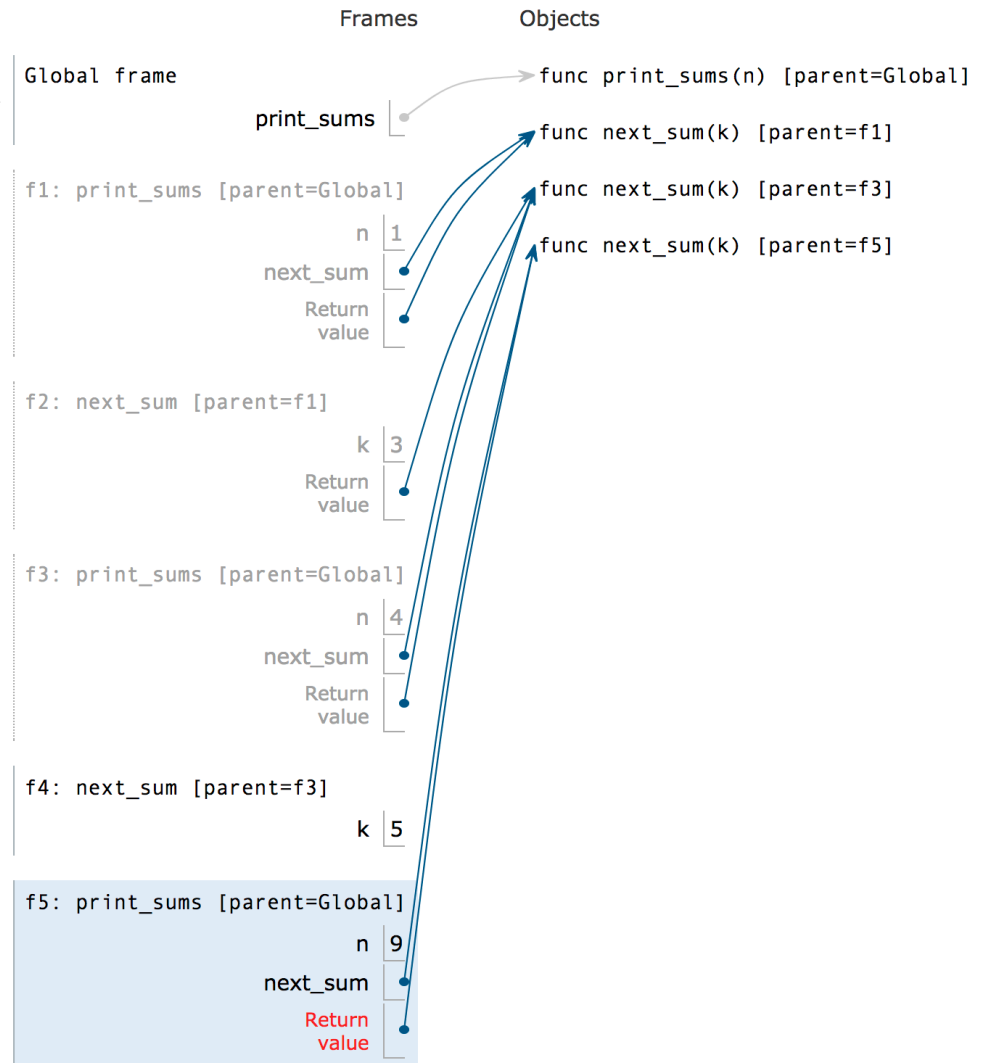 Frames Objects
Global frame func print_sums(n) [parent=Global]
print_sums func next_sum(k) [parent=f1]
f1: print_sums [parent=Global] func next_sum(k) [parent=f3]
n 1 func next_sum(k) [parent=f5]
next_sum
Return
value
f2: next_sum [parent=f1]
k 3
Return
value
f3: print_sums [parent=Global]
n 4
next_sum
Return
value
f4: next_sum [parent=f3]
k 5
f5: print_sums [parent=Global]
n 9
next_sum
Return
value